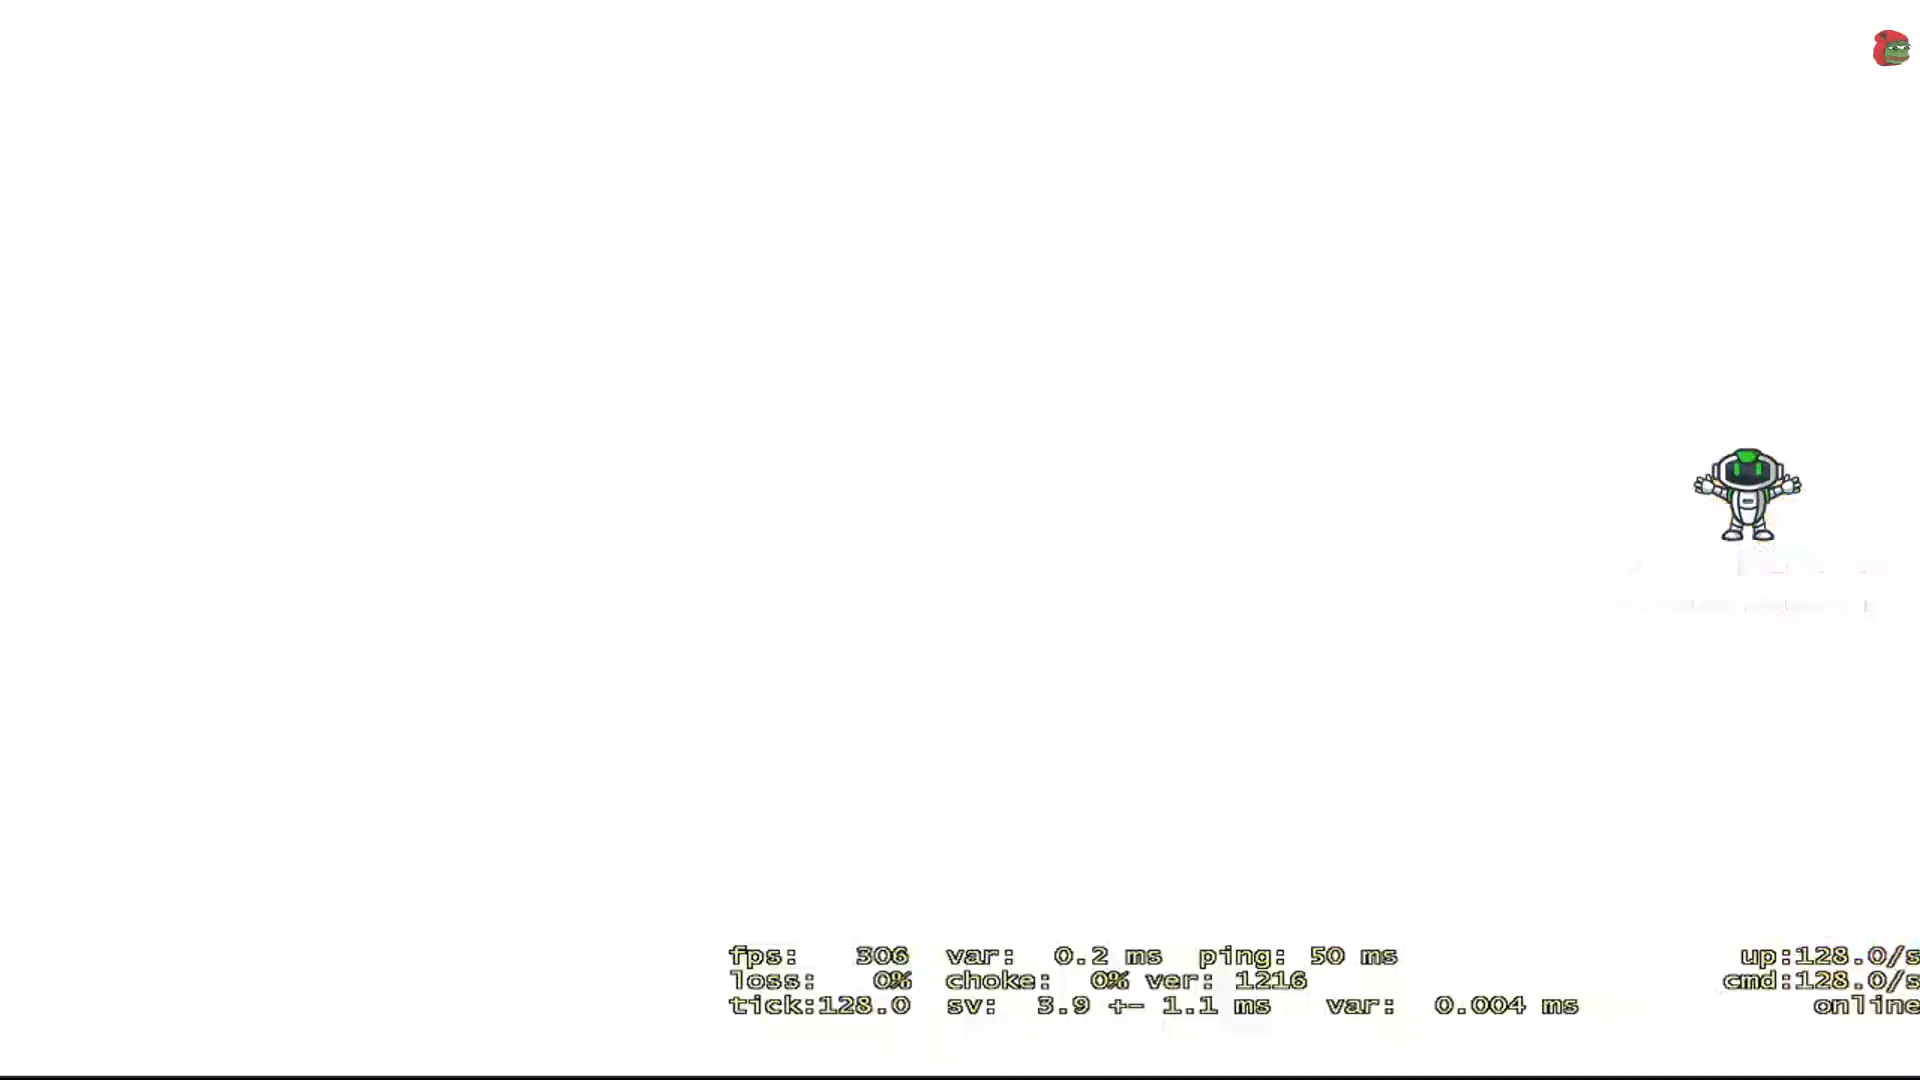 fps: 306 var: 0.2 ms ping: 50 ms up:128.0/s
loss: 0% choke: 0% ver: 1216 cmd:128.0/s
tick:128.0 sv: 3.9 +- 1.1 ms var: 0.004 ms online